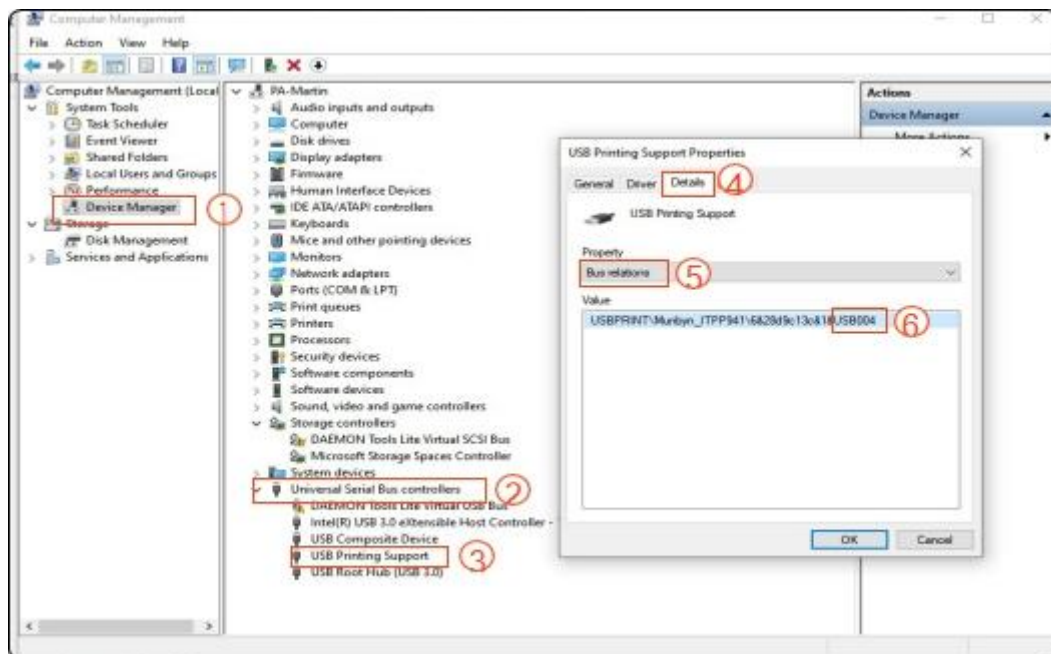 Computer Management
File Action View Help
Computer Management (Local
System Tools
Task Scheduler
Event Viewer
Shared Folders
Local Users and Groups
Performance
Device Manager
①
Storage
Disk Management
Services and Applications
PA-Martin
Audio inputs and outputs
Computer
Disk drives
Display adapters
Firmware
Human Interface Devices
IDE ATA/ATAPI controllers
Keyboards
Mice and other pointing devices
Monitors
Network adapters
Ports (COM & LPT)
Print queues
Printers
Processors
Security devices
Software components
Software devices
Sound, video and game controllers
Storage controllers
DAEMON Tools Lite Virtual SCSI Bus
Microsoft Storage Spaces Controller
System devices
Universal Serial Bus controllers
②
DAEMON Tools Lite Virtual USB Bus
Intel(R) USB 3.0 eXtensible Host Controller -
USB Composite Device
USB Printing Support
③
USB Root Hub (USB 3.0)
USB Printing Support Properties
General Driver Details
④
USB Printing Support
Property
Bus relations
⑤
Value
USBPRINT\Munbyn_ITPP941\6&28d9c13c&1&USB004
⑥
OK Cancel
Actions
Device Manager
More Actions